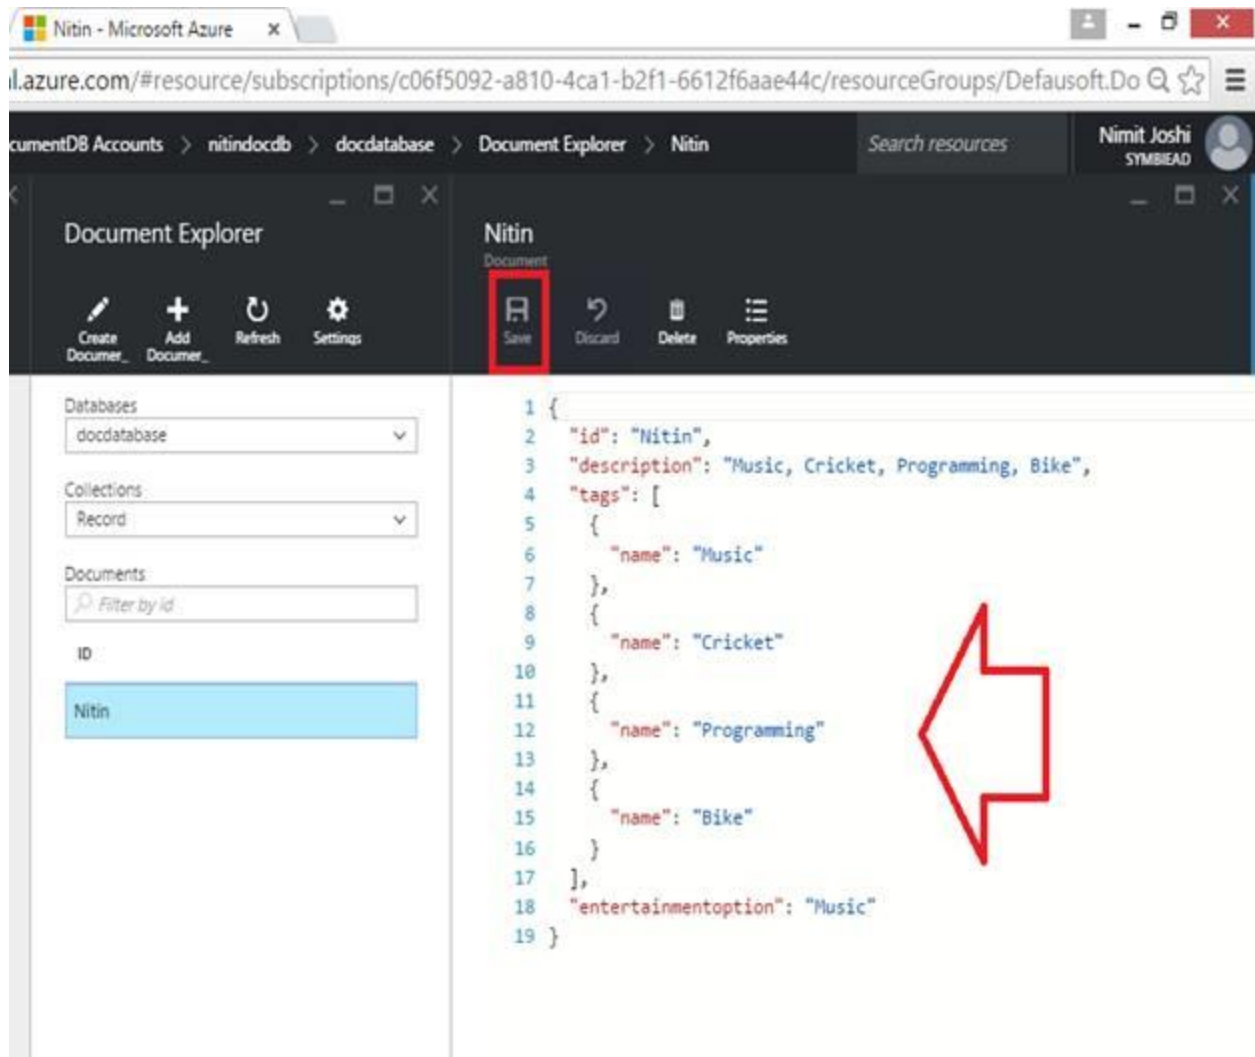 Nitin - Microsoft Azure
l.azure.com/#resource/subscriptions/c06f5092-a810-4ca1-b2f1-6612f6aae44c/resourceGroups/Defausoft.Do
cumentDB Accounts > nitindocdb > docdatabase > Document Explorer > Nitin
Search resources
Nimit Joshi
SYMBIEAD
Document Explorer
Create Documer_
Add Documer_
Refresh
Settings
Databases
docdatabase
Collections
Record
Documents
Filter by id
ID
Nitin
Nitin
Document
Save
Discard
Delete
Properties
1 {
2 "id": "Nitin",
3 "description": "Music, Cricket, Programming, Bike",
4 "tags": [
5 {
6 "name": "Music"
7 },
8 {
9 "name": "Cricket"
10 },
11 {
12 "name": "Programming"
13 },
14 {
15 "name": "Bike"
16 }
17 ],
18 "entertainmentoption": "Music"
19 }